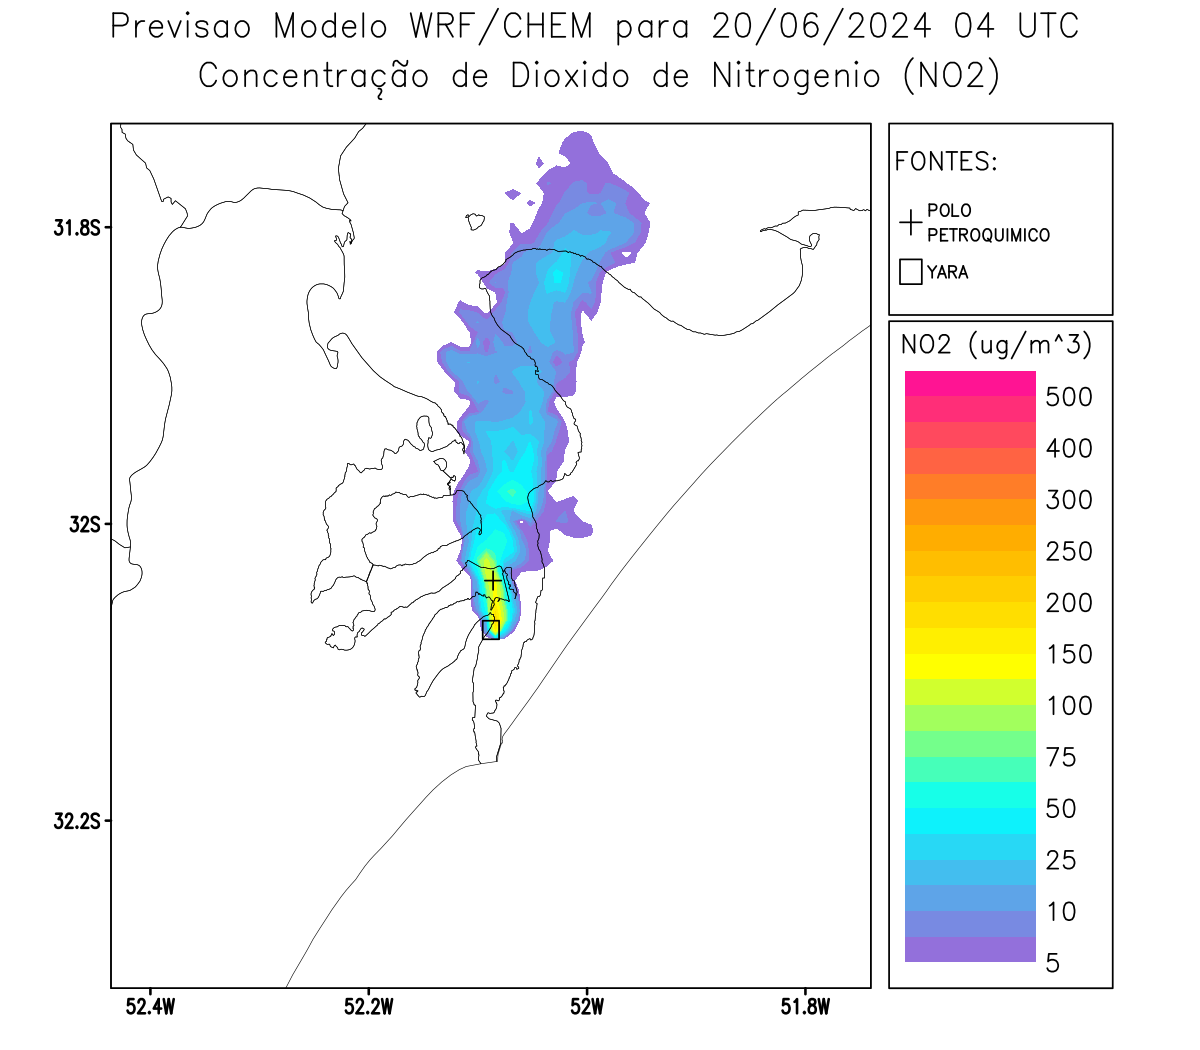 Previsao Modelo WRF/CHEM para 20/06/2024 04 UTC
Concentração de Dioxido de Nitrogenio (NO2)
FONTES:
POLO
PETROQUIMICO
YARA
31.8S
32S
32.2S
52.4W
52.2W
52W
51.8W
NO2 (ug/m^3)
500
400
300
250
200
150
100
75
50
25
10
5